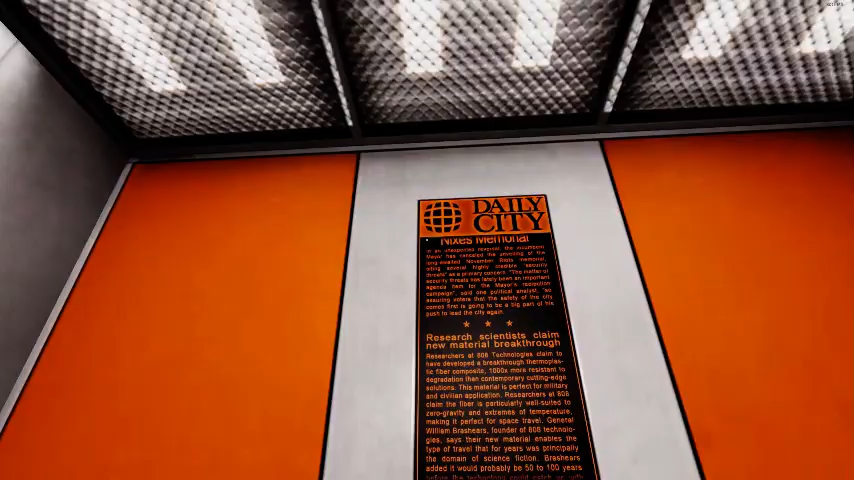 DAILY
CITY
Nixes Memorial
In an unexpected reversal, the incumbent
Mayor has canceled the unveiling of the
long-awaited November Riots memorial,
citing several highly credible "security
threats" as a primary concern. "The matter of
security threats has lately been an important
agenda item for the Mayor's reelection
campaign", said one political analyst, "so
assuring voters that the safety of the city
comes first is going to be a big part of his
push to lead the city again.
Research scientists claim
new material breakthrough
Researchers at 808 Technologies claim to
have developed a breakthrough thermoplas-
tic fiber composite, 1000x more resistant to
degradation than contemporary cutting-edge
solutions. This material is perfect for military
and civilian application. Researchers at 808
claim the fiber is particularly well-suited to
zero-gravity and extremes of temperature,
making it perfect for space travel. General
William Brashears, founder of 808 technolo-
gies, says their new material enables the
type of travel that for years was principally
the domain of science fiction. Brashears
added it would probably be 50 to 100 years
before the technology could catch